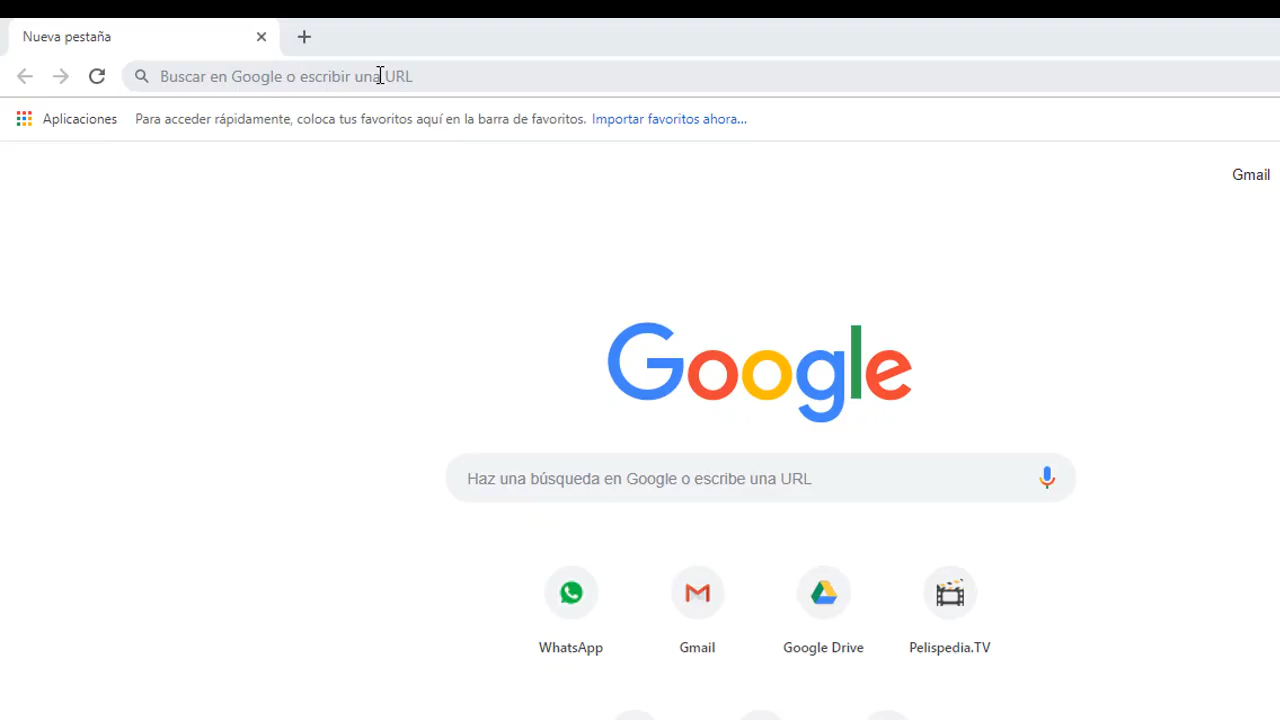 Nueva pestaña
Buscar en Google o escribir una URL
Aplicaciones Para acceder rápidamente, coloca tus favoritos aquí en la barra de favoritos. Importar favoritos ahora...
Gmail
Google
Haz una búsqueda en Google o escribe una URL
WhatsApp Gmail Google Drive Pelispedia.TV